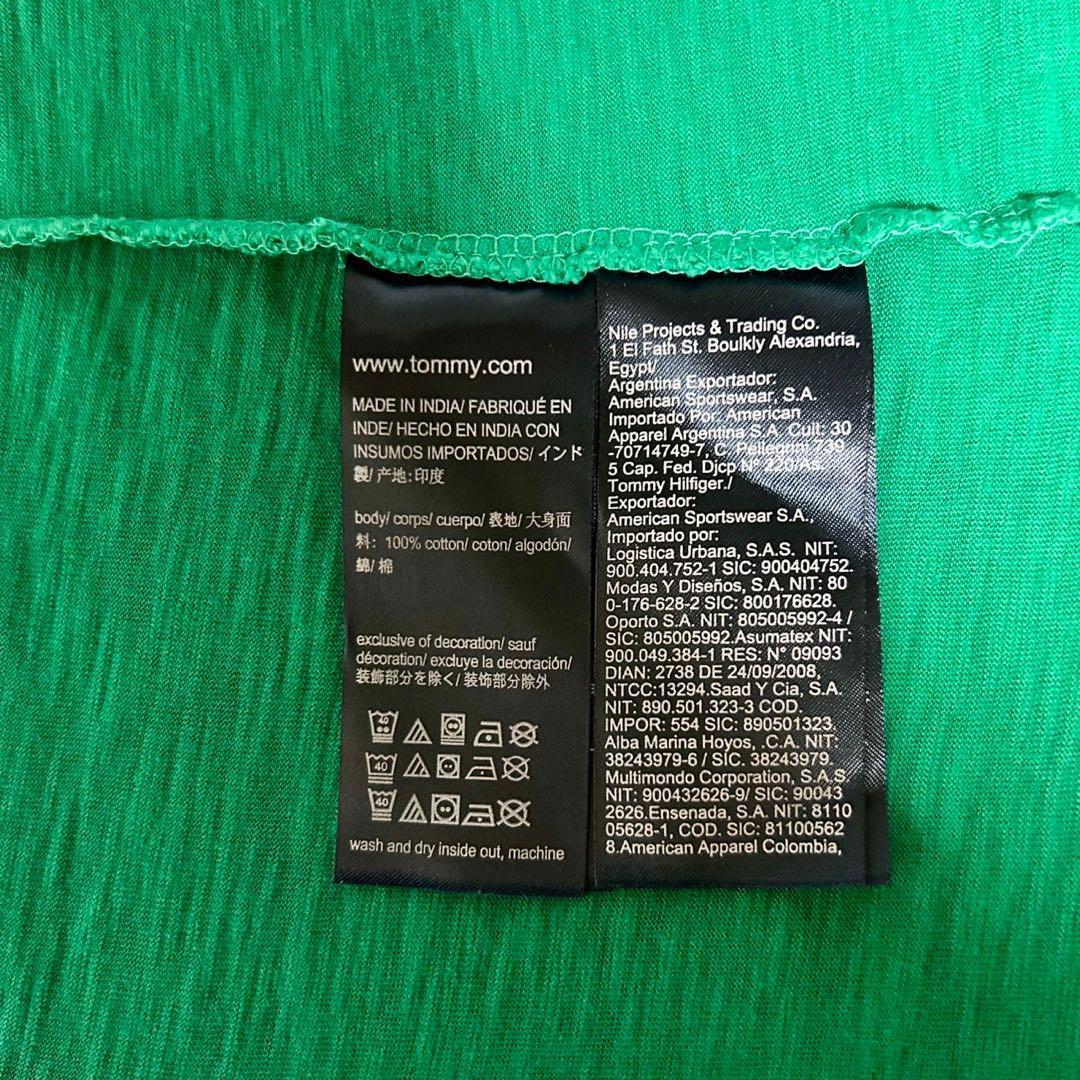 www.tommy.com
MADE IN INDIA/ FABRIQUÉ EN
INDE/ HECHO EN INDIA CON
INSUMOS IMPORTADOS/ インド
製/ 产地:印度
body/ corps/ cuerpo/ 表地/ 大身面
料: 100% cotton/ coton/ algodón/
綿/ 棉
exclusive of decoration/ sauf
décoration/ excluye la decoración/
装飾部分を除く/ 装饰部分除外
40
40
40
wash and dry inside out, machine
Nile Projects & Trading Co.
1 El Fath St. Boulkly Alexandria,
Egypt/
Argentina Exportador:
American Sportswear, S.A.
Importado Por: American
Apparel Argentina S.A. Cuit: 30
-70714749-7, C. Pellegrini 739
5 Cap. Fed. Djcp N°
Tommy Hilfiger./
Exportador:
American Sportswear S.A.,
Importado por:
Logistica Urbana, S.A.S. NIT:
900.404.752-1 SIC: 900404752.
Modas Y Diseños, S.A. NIT: 80
0-176-628-2 SIC: 800176628.
Oporto S.A. NIT: 805005992-4 /
SIC: 805005992.Asumatex NIT:
900.049.384-1 RES: N° 09093
DIAN: 2738 DE 24/09/2008,
NTCC:13294.Saad Y Cia, S.A.
NIT: 890.501.323-3 COD.
IMPOR: 554 SIC: 890501323.
Alba Marina Hoyos, .C.A. NIT:
38243979-6 / SIC. 38243979.
Multimondo Corporation, S.A.S
NIT: 900432626-9/ SIC: 90043
2626.Ensenada, S.A. NIT: 8110
05628-1, COD. SIC: 81100562
8.American Apparel Colombia,